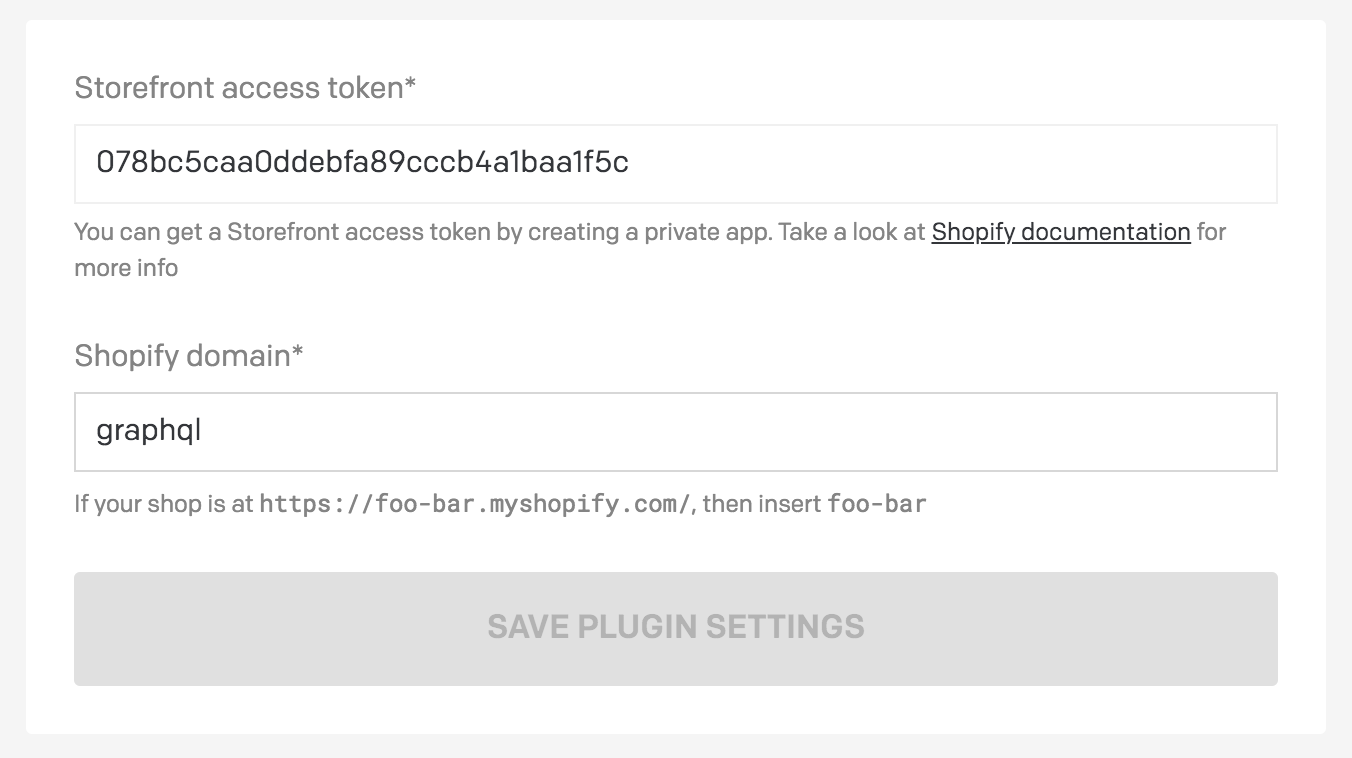 Storefront access token*
078bc5caa0ddebfa89cccb4a1baa1f5c
You can get a Storefront access token by creating a private app. Take a look at Shopify documentation for
more info
Shopify domain*
graphql
If your shop is at https://foo-bar.myshopify.com/, then insert foo-bar
SAVE PLUGIN SETTINGS